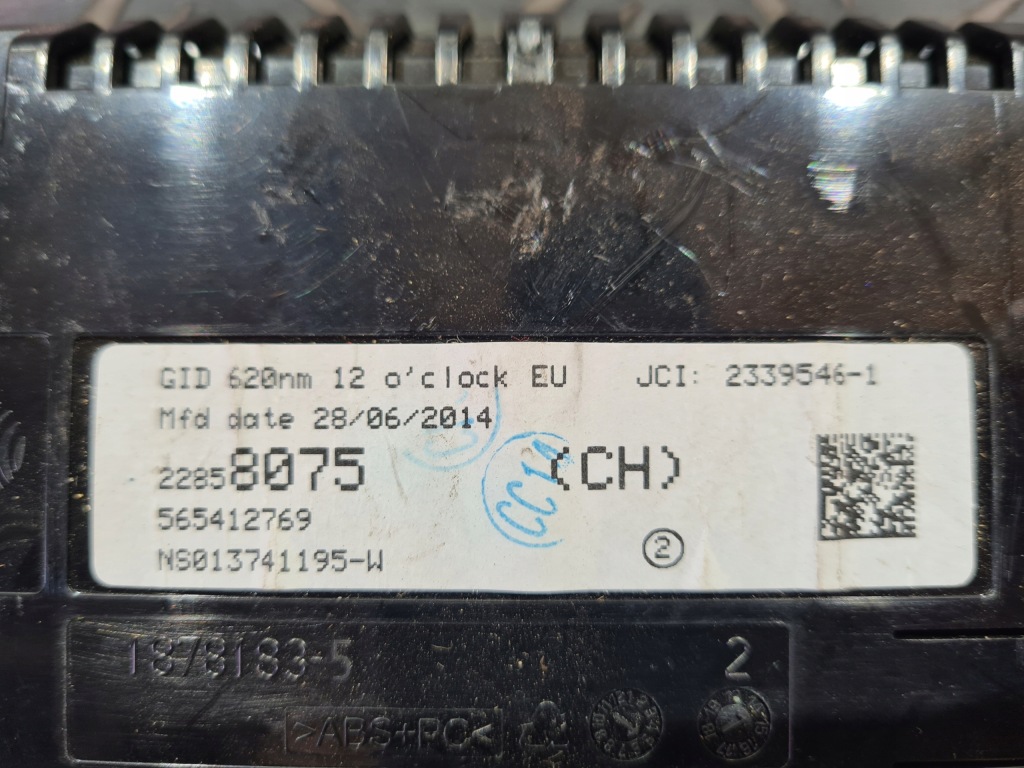 GID 620nm 12 o'clock EU JCI: 2339546-1
Mfd date 28/06/2014
22858075 (CH)
565412769
NS013741195-W
2
CC14
1878183-5 2
>ABS+PC<